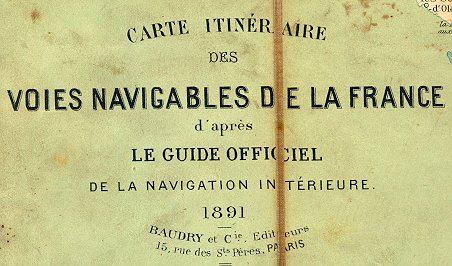 CARTE ITINÉRAIRE
DES
VOIES NAVIGABLES DE LA FRANCE
d'après
LE GUIDE OFFICIEL
DE LA NAVIGATION INTÉRIEURE.
1891
BAUDRY et Cie. Editeurs
15, rue des Sts Pères, PARIS